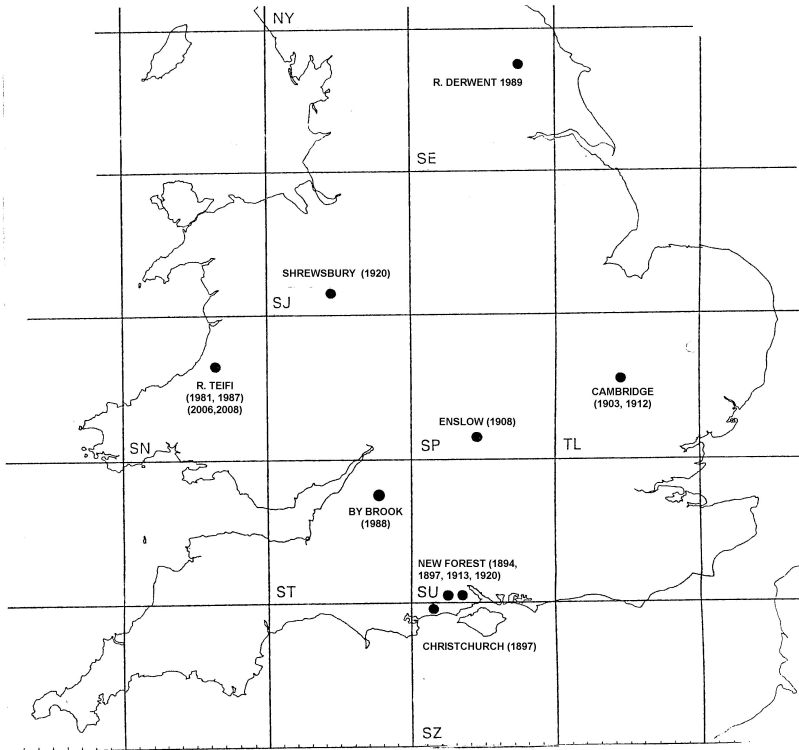 NY
R. DERWENT 1989
SE
SHREWSBURY (1920)
SJ
R. TEIFI
(1981, 1987)
(2006,2008)
CAMBRIDGE
(1903, 1912)
ENSLOW (1908)
SN
SP
TL
BY BROOK
(1988)
NEW FOREST (1894,
1897, 1913, 1920)
ST
SU
CHRISTCHURCH (1897)
SZ